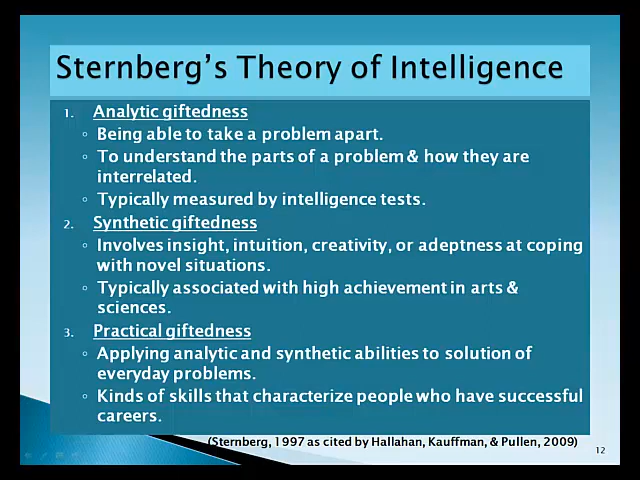 Sternberg's Theory of Intelligence
1. Analytic giftedness
◦ Being able to take a problem apart.
◦ To understand the parts of a problem & how they are
interrelated.
◦ Typically measured by intelligence tests.
2. Synthetic giftedness
◦ Involves insight, intuition, creativity, or adeptness at coping
with novel situations.
◦ Typically associated with high achievement in arts &
sciences.
3. Practical giftedness
◦ Applying analytic and synthetic abilities to solution of
everyday problems.
◦ Kinds of skills that characterize people who have successful
careers.
(Sternberg, 1997 as cited by Hallahan, Kauffman, & Pullen, 2009)
12